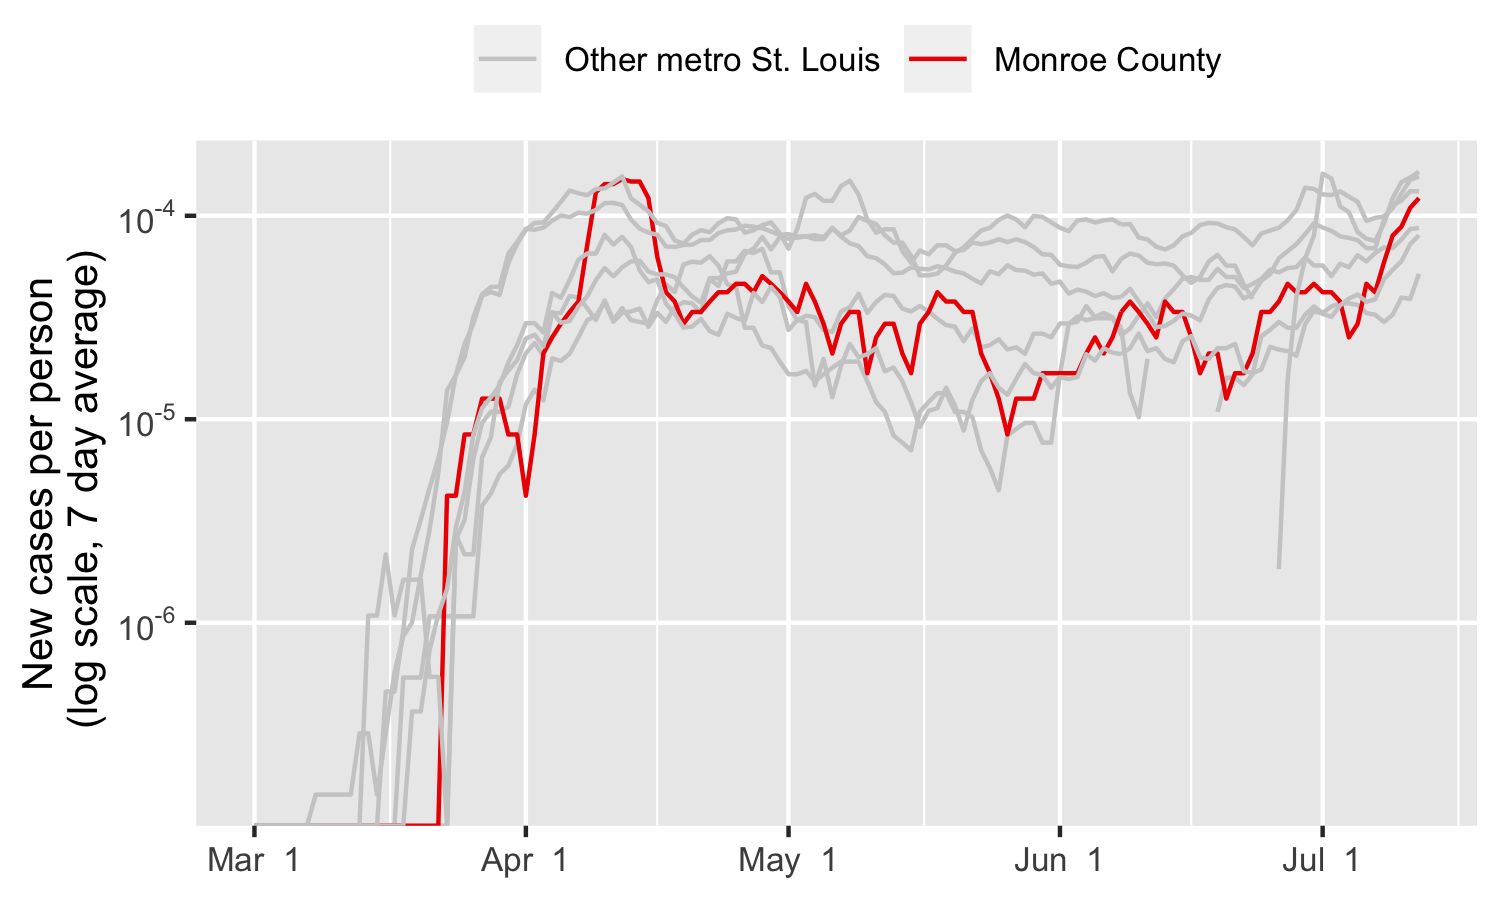 Other metro St. Louis Monroe County
New cases per person
(log scale, 7 day average)
10⁻⁴
10⁻⁵
10⁻⁶
Mar 1 Apr 1 May 1 Jun 1 Jul 1